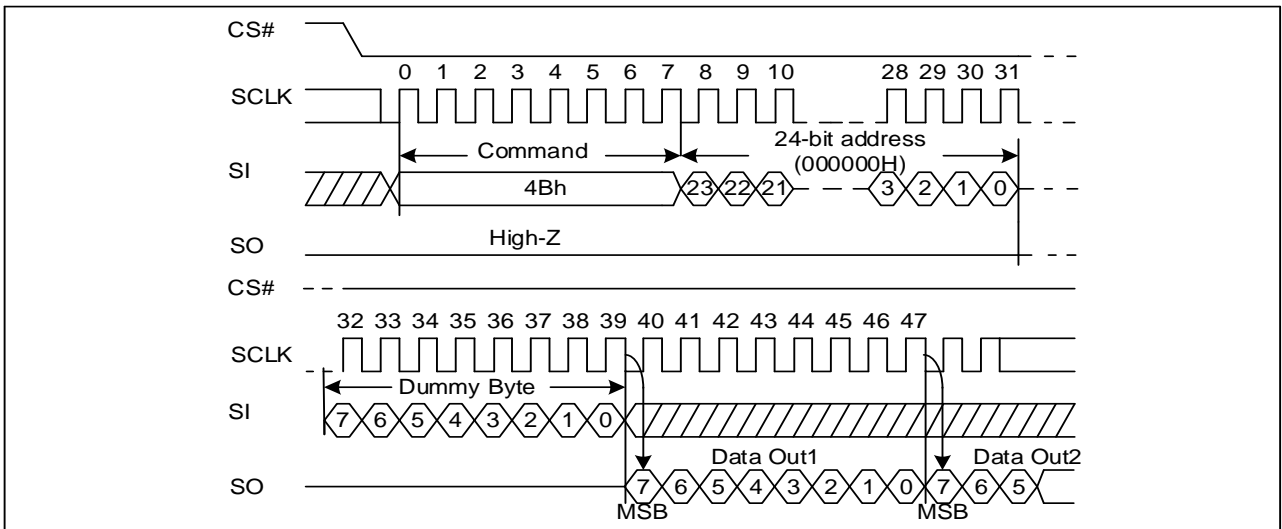 CS#
0 1 2 3 4 5 6 7 8 9 10 28 29 30 31
SCLK
Command
24-bit address
(000000H)
SI
4Bh
23 22 21 3 2 1 0
High-Z
SO
CS#
32 33 34 35 36 37 38 39 40 41 42 43 44 45 46 47
SCLK
Dummy Byte
SI
7 6 5 4 3 2 1 0
Data Out1 Data Out2
SO
7 6 5 4 3 2 1 0 7 6 5
MSB MSB